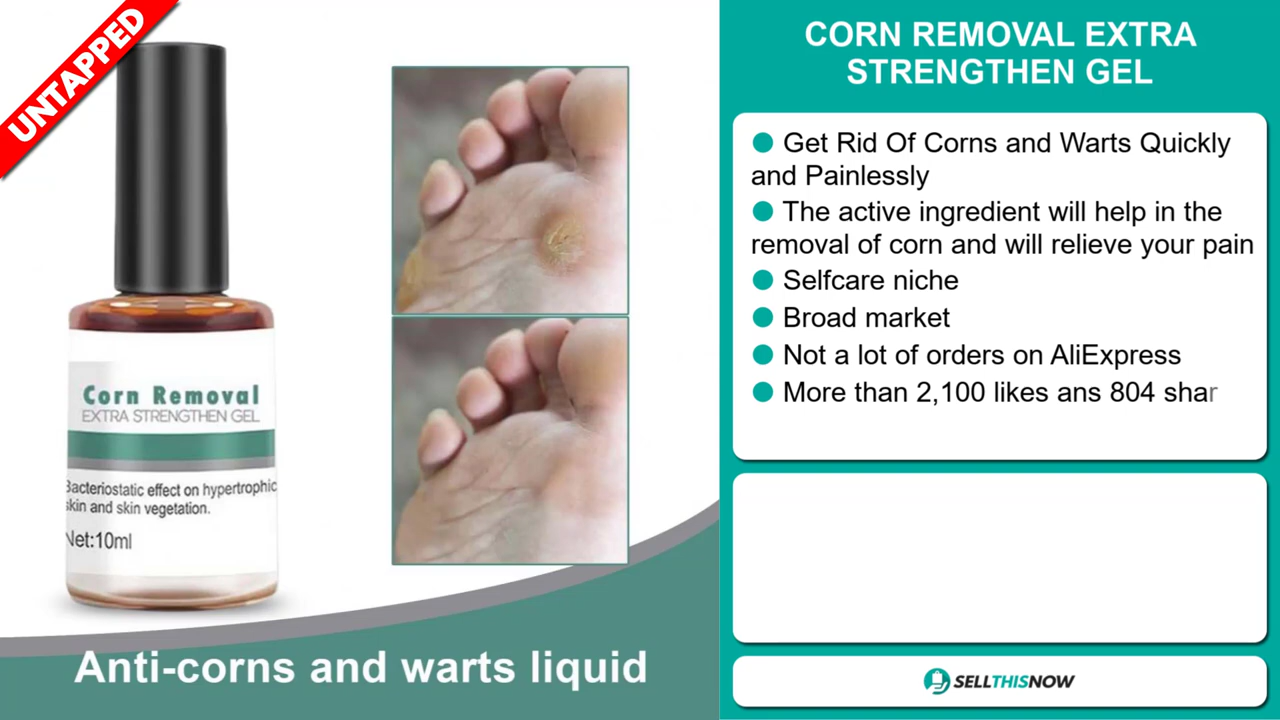 UNTAPPED
Corn Removal
EXTRA STRENGTHEN GEL
Bacteriostatic effect on hypertrophic
skin and skin vegetation.
Net:10ml
Anti-corns and warts liquid
CORN REMOVAL EXTRA
STRENGTHEN GEL
● Get Rid Of Corns and Warts Quickly
and Painlessly
● The active ingredient will help in the
removal of corn and will relieve your pain
● Selfcare niche
● Broad market
● Not a lot of orders on AliExpress
● More than 2,100 likes ans 804 shar
SELLTHISNOW